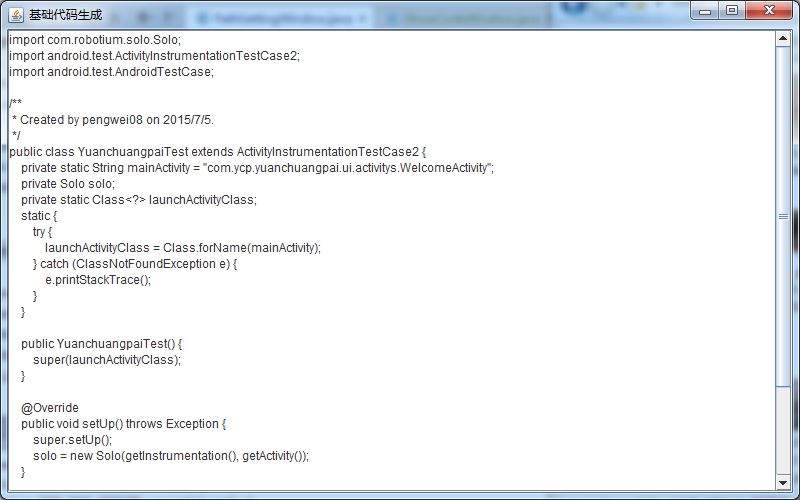 基础代码生成
import com.robotium.solo.Solo;
import android.test.ActivityInstrumentationTestCase2;
import android.test.AndroidTestCase;
/**
* Created by pengwei08 on 2015/7/5.
*/
public class YuanchuangpaiTest extends ActivityInstrumentationTestCase2 {
private static String mainActivity = "com.ycp.yuanchuangpai.ui.activitys.WelcomeActivity";
private Solo solo;
private static Class<?> launchActivityClass;
static {
try {
launchActivityClass = Class.forName(mainActivity);
} catch (ClassNotFoundException e) {
e.printStackTrace();
}
}
public YuanchuangpaiTest() {
super(launchActivityClass);
}
@Override
public void setUp() throws Exception {
super.setUp();
solo = new Solo(getInstrumentation(), getActivity());
}